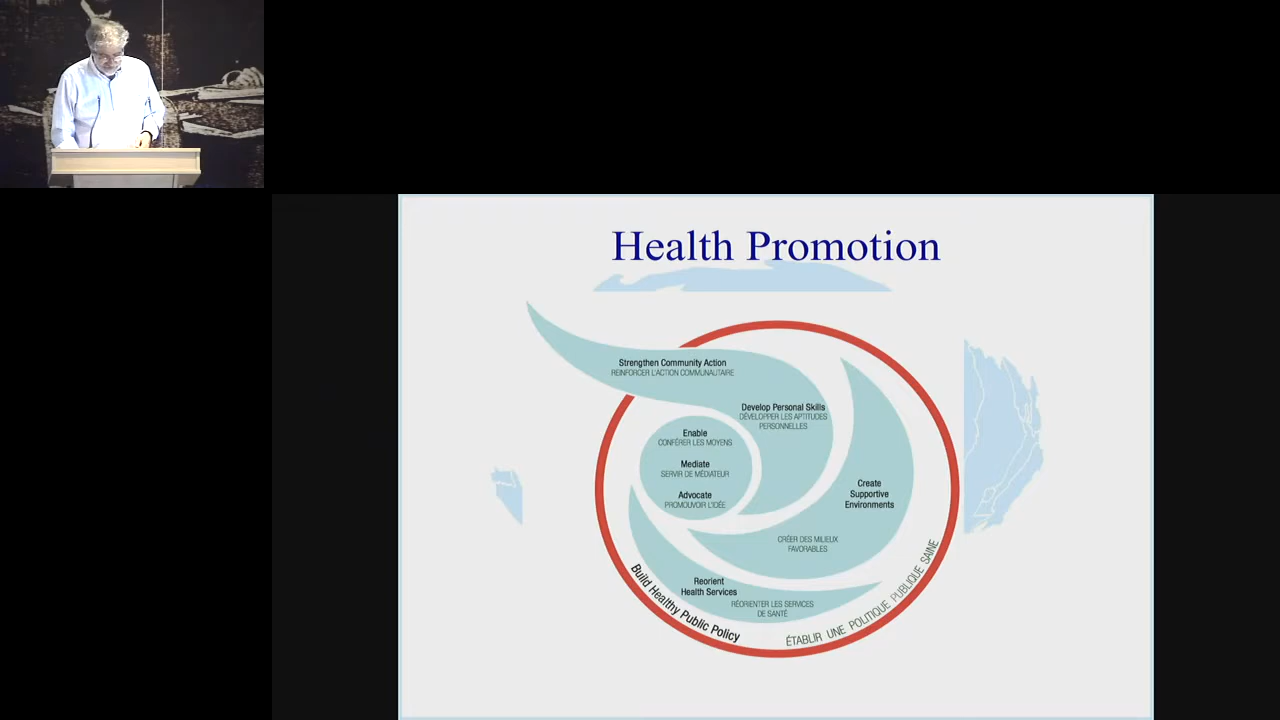 Health Promotion
Strengthen Community Action
RENFORCER L'ACTION COMMUNAUTAIRE
Develop Personal Skills
DÉVELOPPER LES APTITUDES
PERSONNELLES
Enable
CONFÉRER LES MOYENS
Mediate
SERVIR DE MÉDIATEUR
Advocate
PROMOUVOIR L'IDÉE
Create
Supportive
Environments
CRÉER DES MILIEUX
FAVORABLES
Reorient
Health Services
RÉORIENTER LES SERVICES
DE SANTÉ
Build Healthy Public Policy
ÉTABLIR UNE POLITIQUE PUBLIQUE SAINE